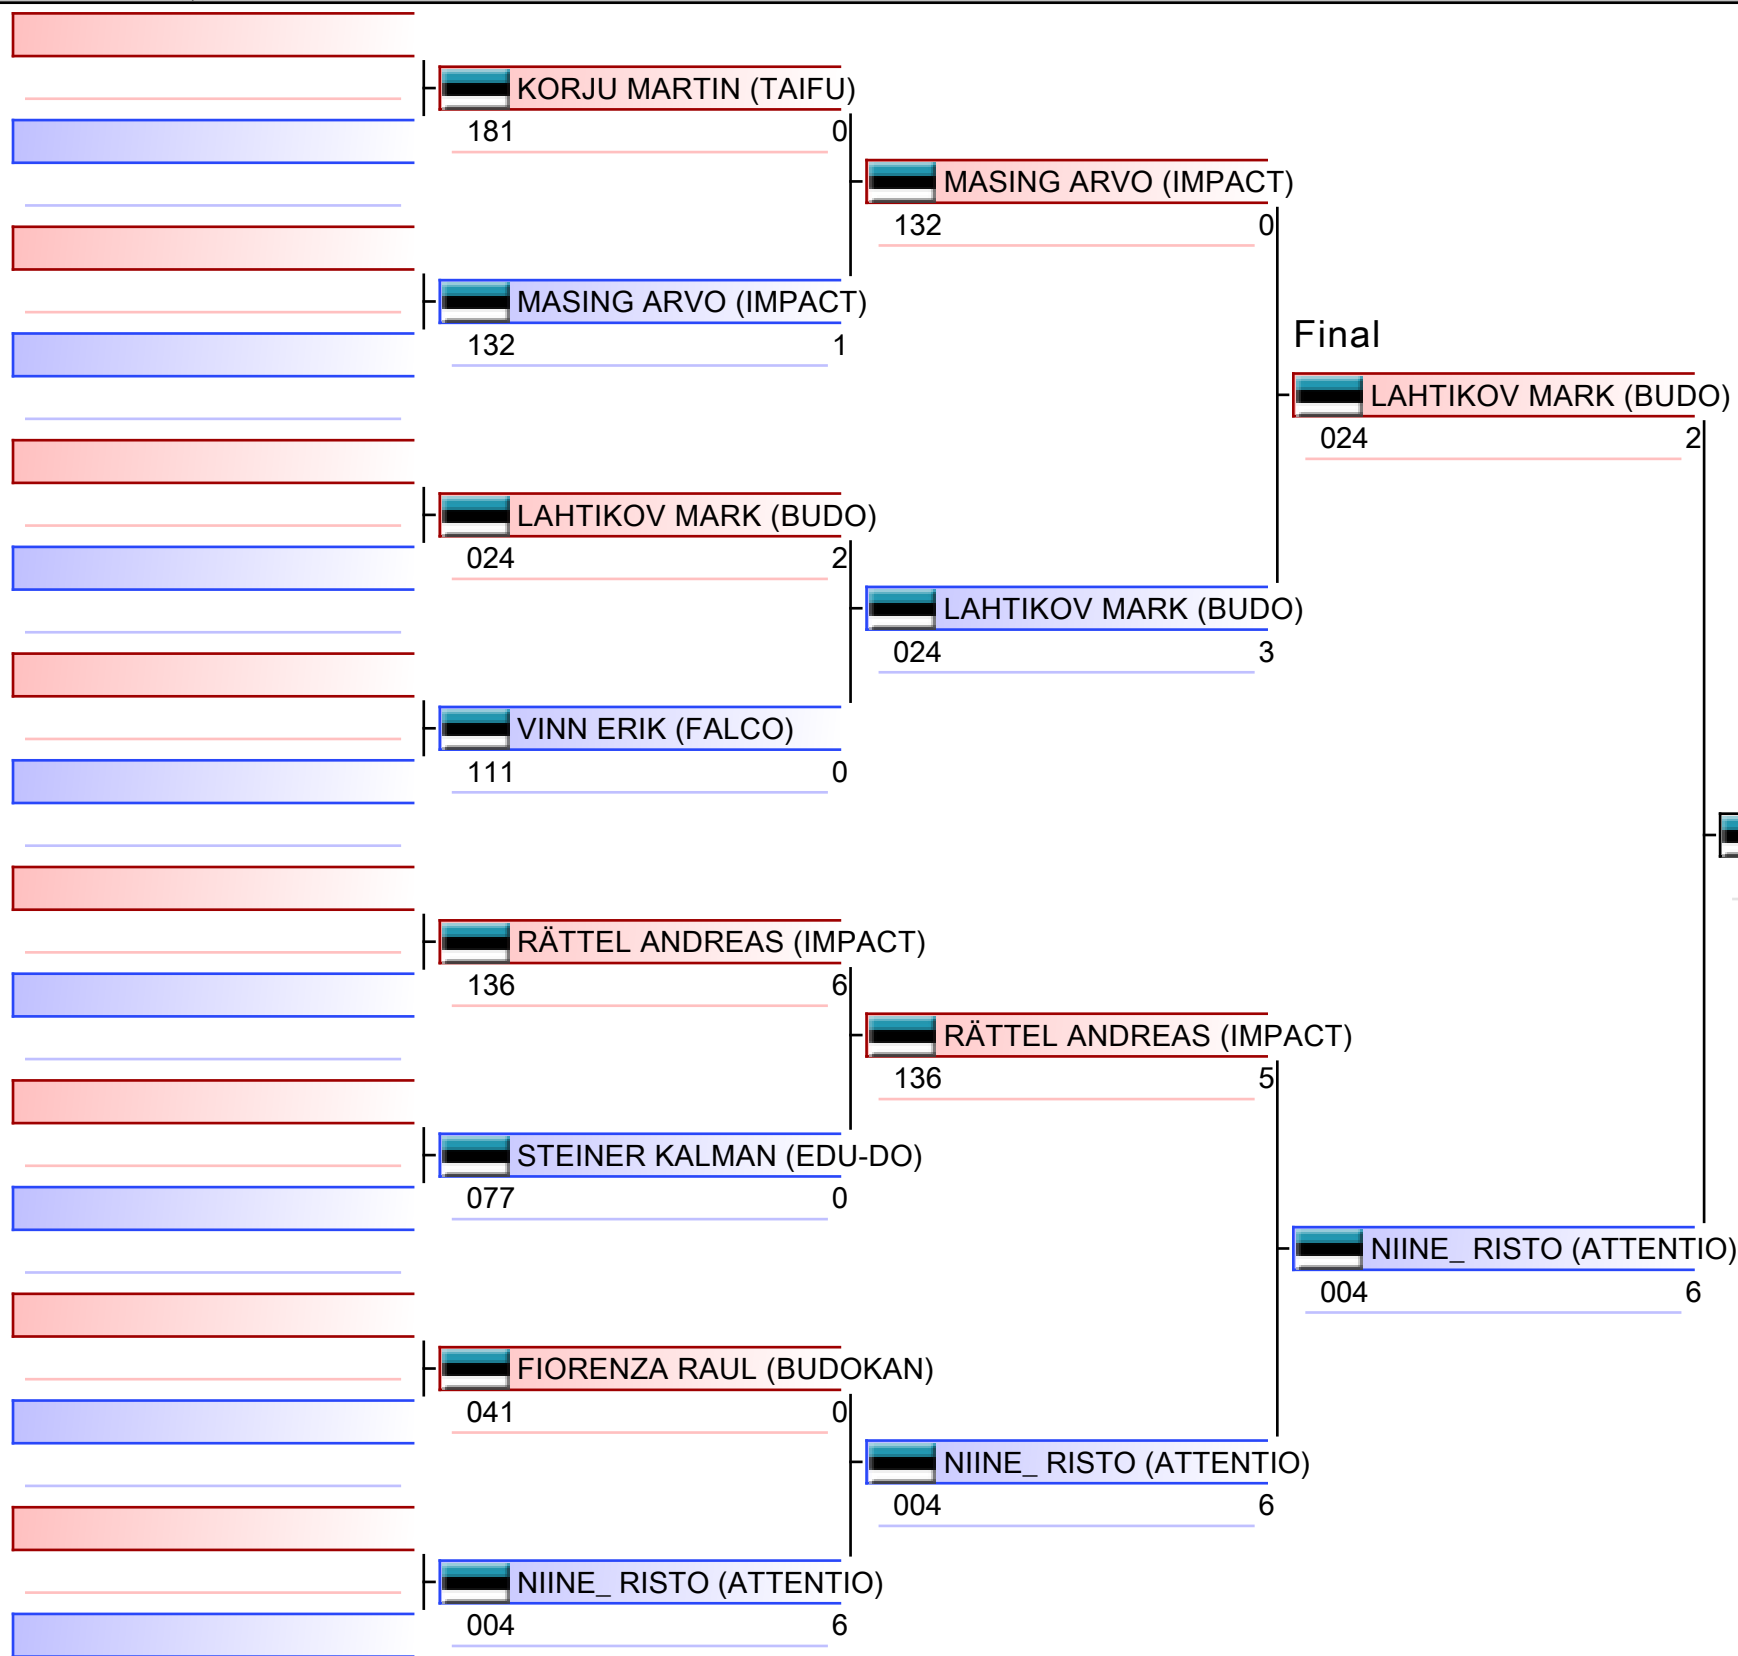 KORJU MARTIN (TAIFU)
181 0
MASING ARVO (IMPACT)
132 0
MASING ARVO (IMPACT)
132 1
Final
LAHTIKOV MARK (BUDO)
024 2
LAHTIKOV MARK (BUDO)
024 2
LAHTIKOV MARK (BUDO)
024 3
VINN ERIK (FALCO)
111 0
RÄTTEL ANDREAS (IMPACT)
136 6
RÄTTEL ANDREAS (IMPACT)
136 5
STEINER KALMAN (EDU-DO)
077 0
NIINE_ RISTO (ATTENTIO)
004 6
FIORENZA RAUL (BUDOKAN)
041 0
NIINE_ RISTO (ATTENTIO)
004 6
NIINE_ RISTO (ATTENTIO)
004 6